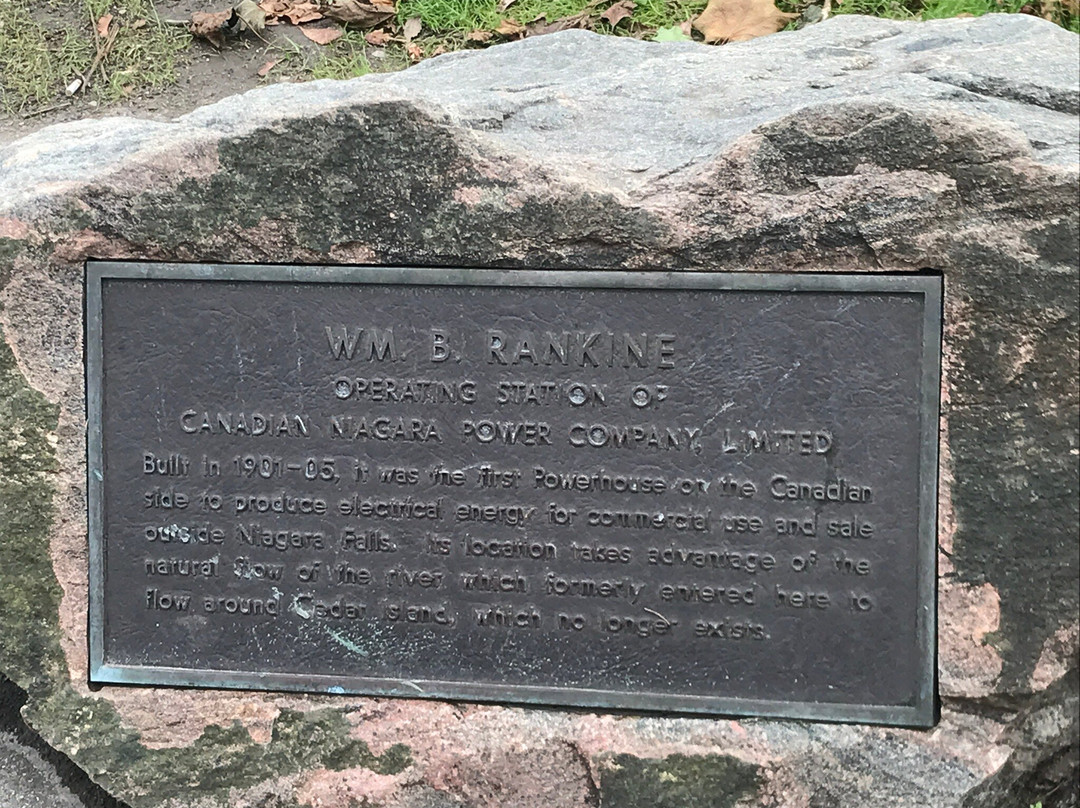 WM. B. RANKINE
OPERATING STATION OF
CANADIAN NIAGARA POWER COMPANY, LIMITED
Built in 1901-05, it was the first Powerhouse on the Canadian
side to produce electrical energy for commercial use and sale
outside Niagara Falls. Its location takes advantage of the
natural flow of the river which formerly entered here to
flow around Cedar Island, which no longer exists.